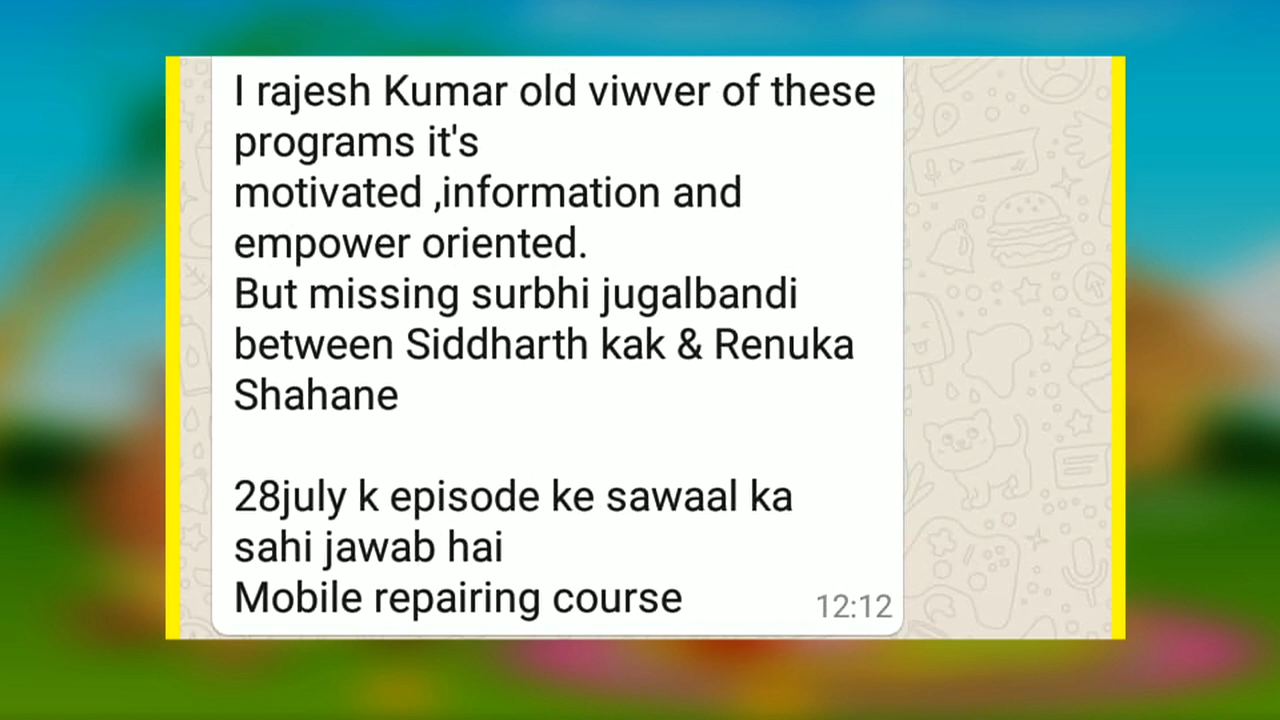 I rajesh Kumar old viwver of these
programs it's
motivated ,information and
empower oriented.
But missing surbhi jugalbandi
between Siddharth kak & Renuka
Shahane
28july k episode ke sawaal ka
sahi jawab hai
Mobile repairing course
12:12